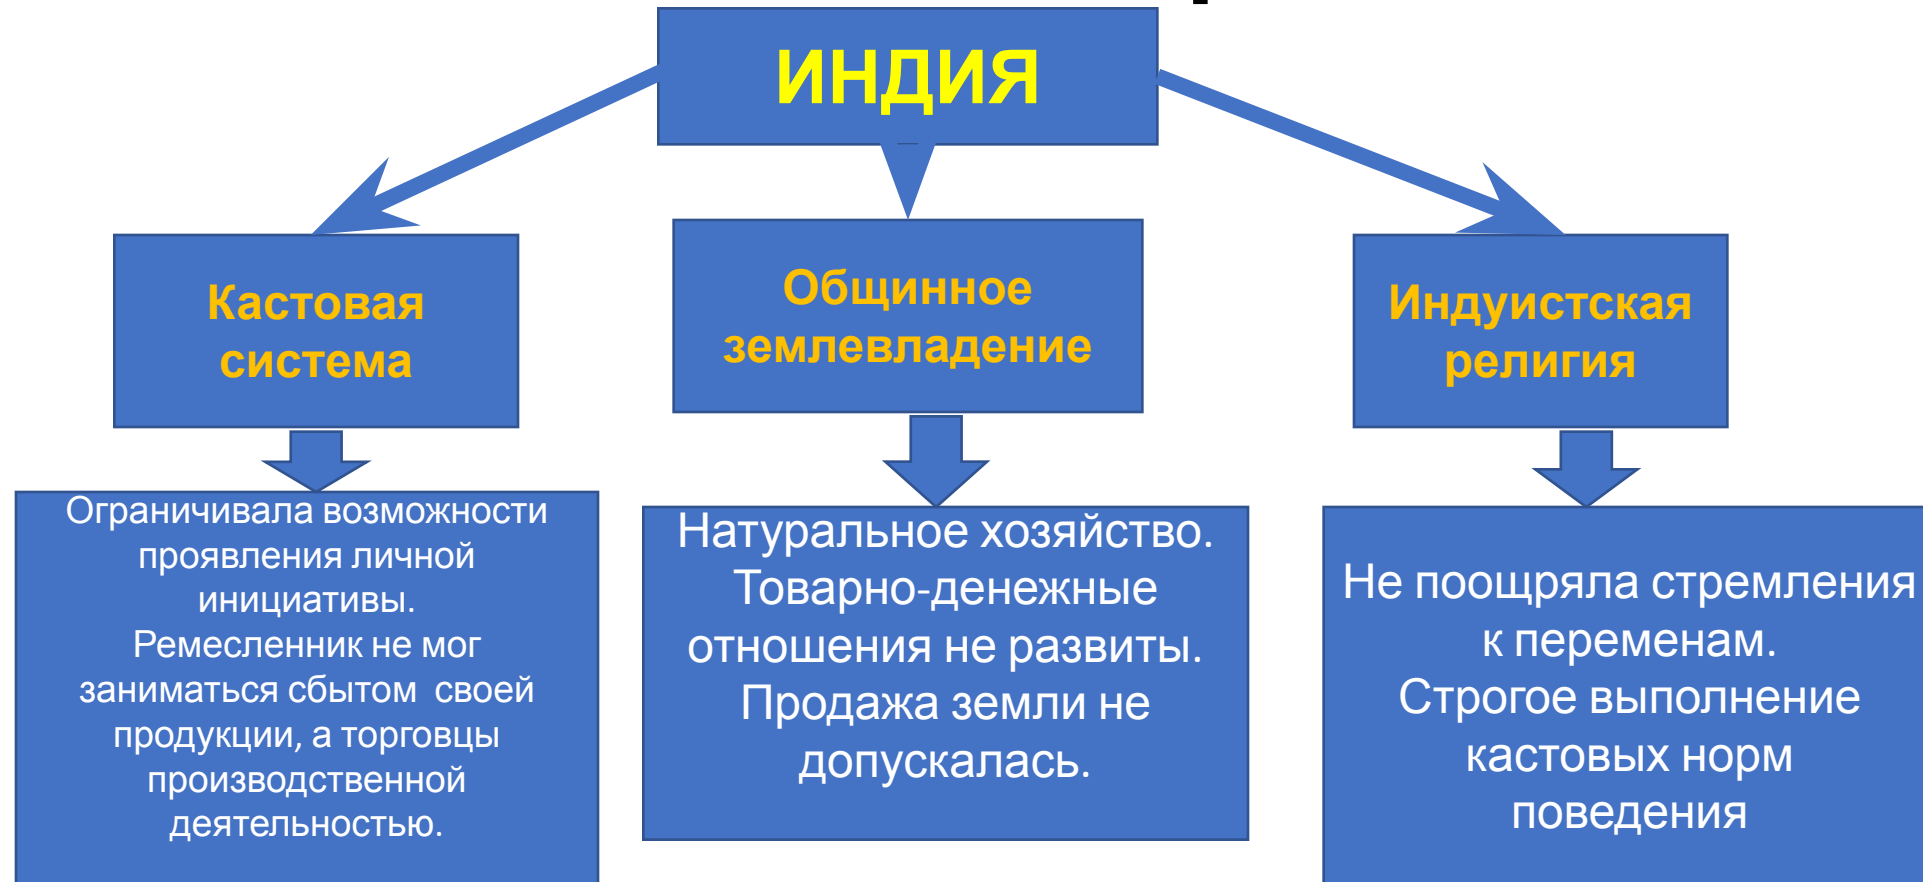 ИНДИЯ
Кастовая
система
Общинное
землевладение
Индуистская
религия
Ограничивала возможности
проявления личной
инициативы.
Ремесленник не мог
заниматься сбытом своей
продукции, а торговцы
производственной
деятельностью.
Натуральное хозяйство.
Товарно-денежные
отношения не развиты.
Продажа земли не
допускалась.
Не поощряла стремления
к переменам.
Строгое выполнение
кастовых норм
поведения